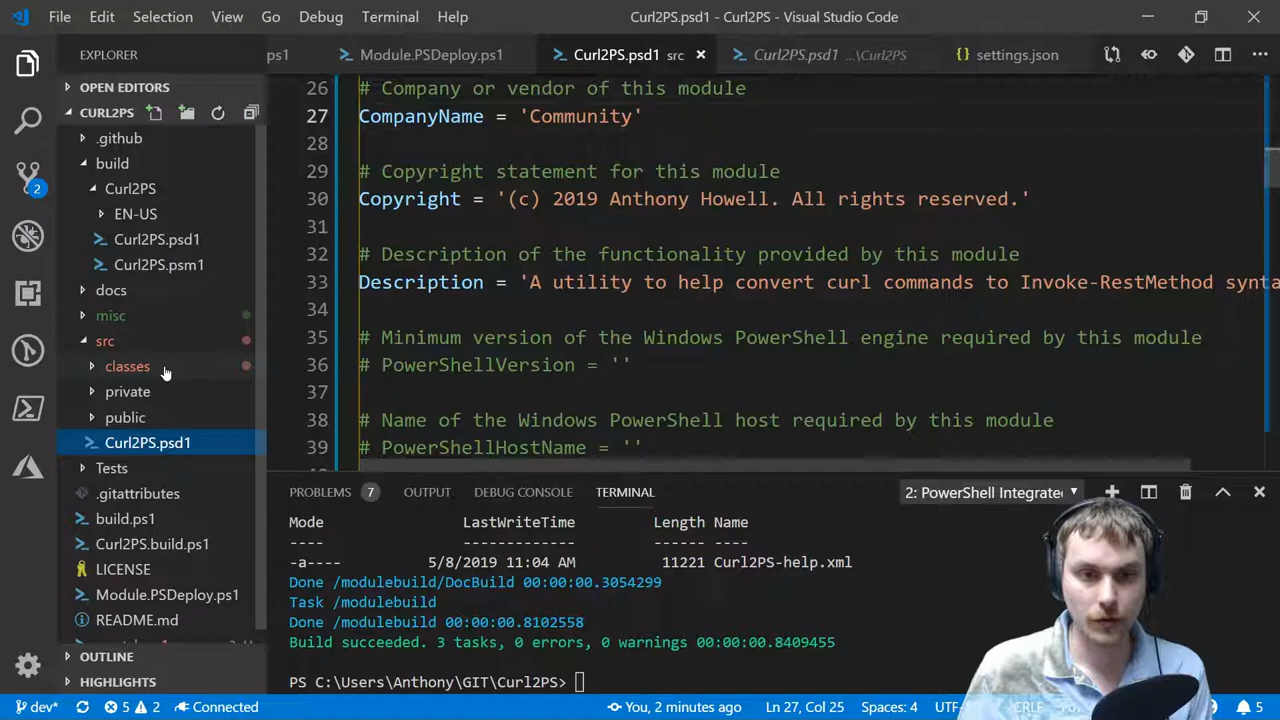 File Edit Selection View Go Debug Terminal Help Curl2PS.psd1 - Curl2PS - Visual Studio Code
EXPLORER
ps1 Module.PSDeploy.ps1 Curl2PS.psd1 src Curl2PS.psd1 ...\Curl2PS settings.json
OPEN EDITORS
CURL2PS
.github
build
Curl2PS
EN-US
Curl2PS.psd1
Curl2PS.psm1
docs
misc
src
classes
private
public
Curl2PS.psd1
Tests
.gitattributes
build.ps1
Curl2PS.build.ps1
LICENSE
Module.PSDeploy.ps1
README.md
OUTLINE
HIGHLIGHTS
2
26 # Company or vendor of this module
27 CompanyName = 'Community'
28
29 # Copyright statement for this module
30 Copyright = '(c) 2019 Anthony Howell. All rights reserved.'
31
32 # Description of the functionality provided by this module
33 Description = 'A utility to help convert curl commands to Invoke-RestMethod synta
34
35 # Minimum version of the Windows PowerShell engine required by this module
36 # PowerShellVersion = ''
37
38 # Name of the Windows PowerShell host required by this module
39 # PowerShellHostName = ''
PROBLEMS 7 OUTPUT DEBUG CONSOLE TERMINAL 2: PowerShell Integrate
Mode LastWriteTime Length Name
---- ------------- ------ ----
-a---- 5/8/2019 11:04 AM 11221 Curl2PS-help.xml
Done /modulebuild/DocBuild 00:00:00.3054299
Task /modulebuild
Done /modulebuild 00:00:00.8102558
Build succeeded. 3 tasks, 0 errors, 0 warnings 00:00:00.8409455
PS C:\Users\Anthony\GIT\Curl2PS>
dev* 5 2 Connected You, 2 minutes ago Ln 27, Col 25 Spaces: 4 CRLF 5